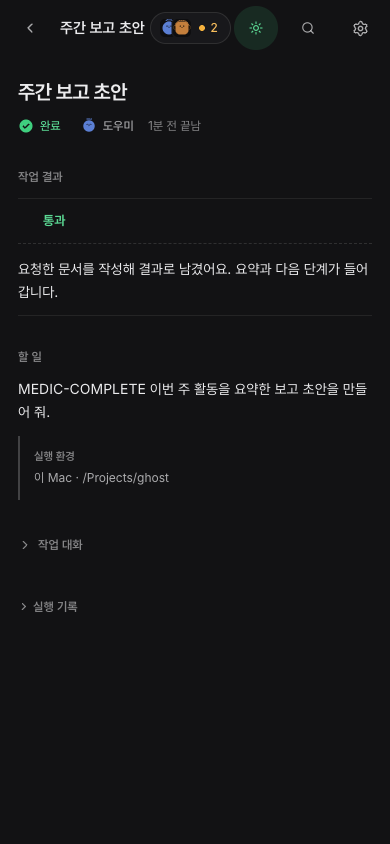 주간 보고 초안
2
주간 보고 초안
완료 도우미 1분 전 끝남
작업 결과
통과
요청한 문서를 작성해 결과로 남겼어요. 요약과 다음 단계가 들어
갑니다.
할 일
MEDIC-COMPLETE 이번 주 활동을 요약한 보고 초안을 만들
어 줘.
실행 환경
이 Mac · /Projects/ghost
작업 대화
실행 기록